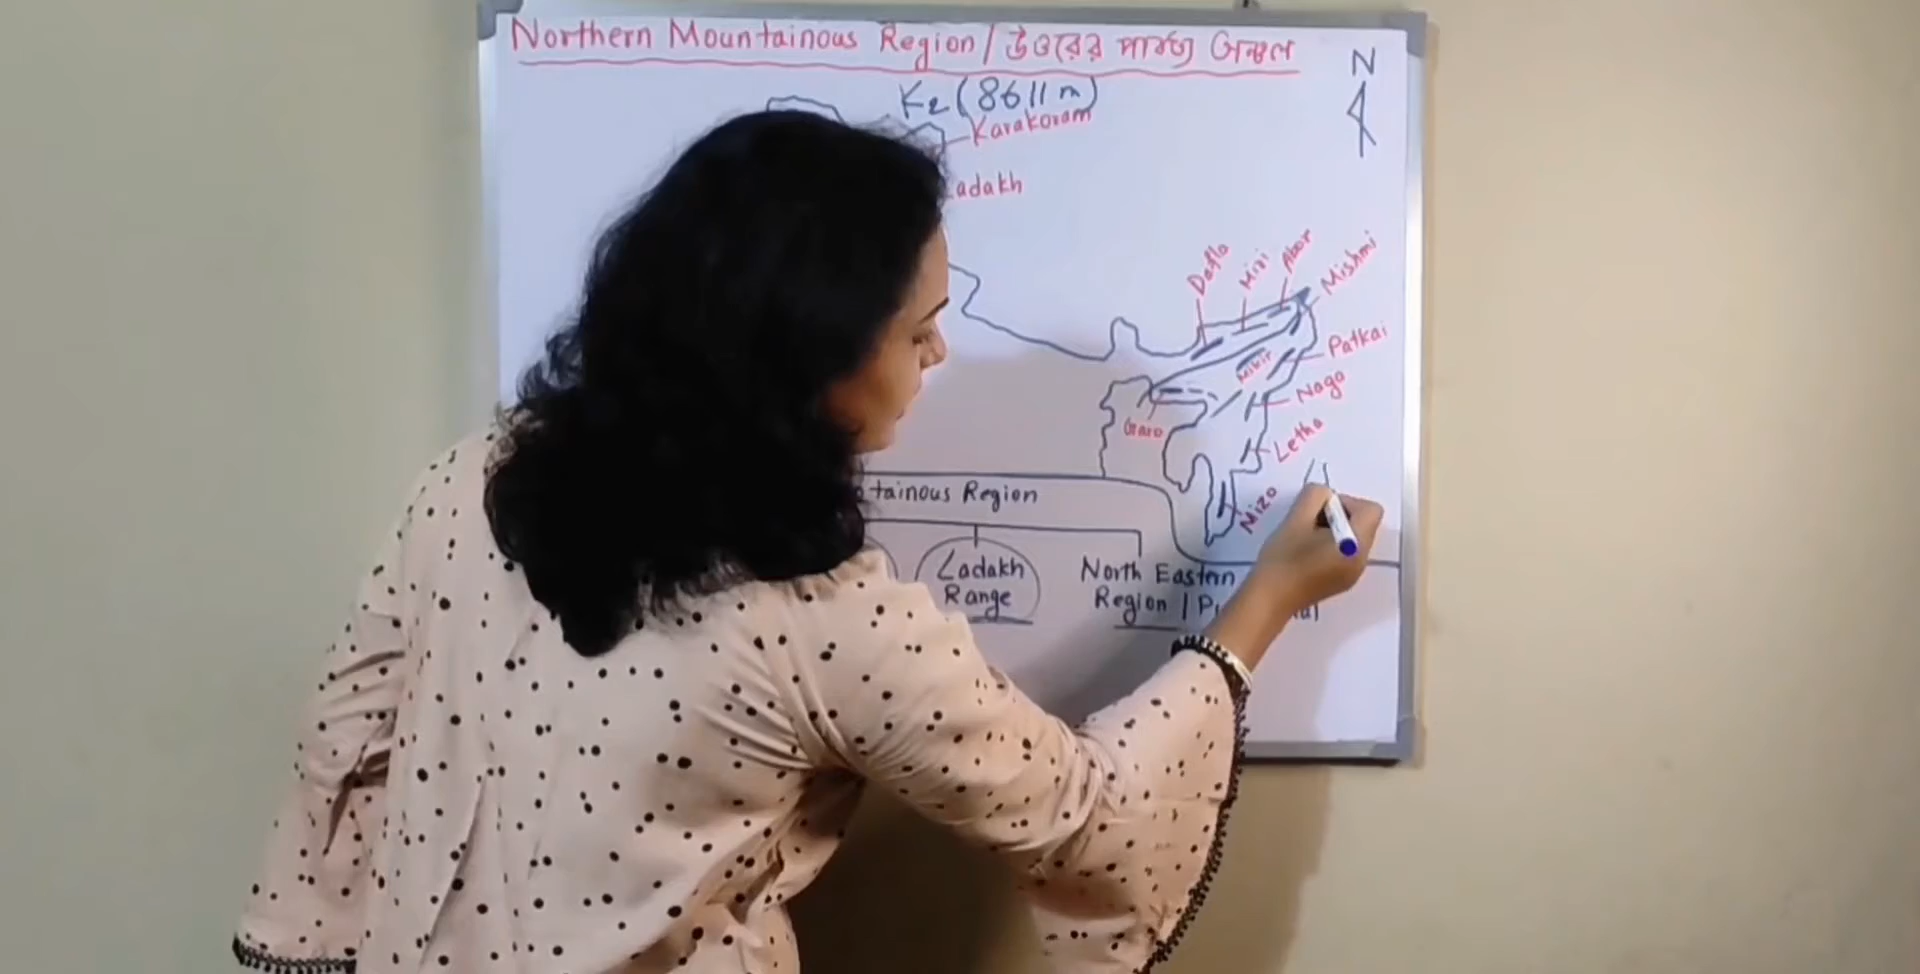 Northern Mountainous Region / উত্তরের পার্বত্য অঞ্চল
N
K2 (8611 m)
Karakoram
adakh
Dafla
Miri
Abor
Mishmi
Patkai
Mikir
Naga
Garo
Letha
Mizo
tainous Region
Ladakh
Range
North Eastern
Region /